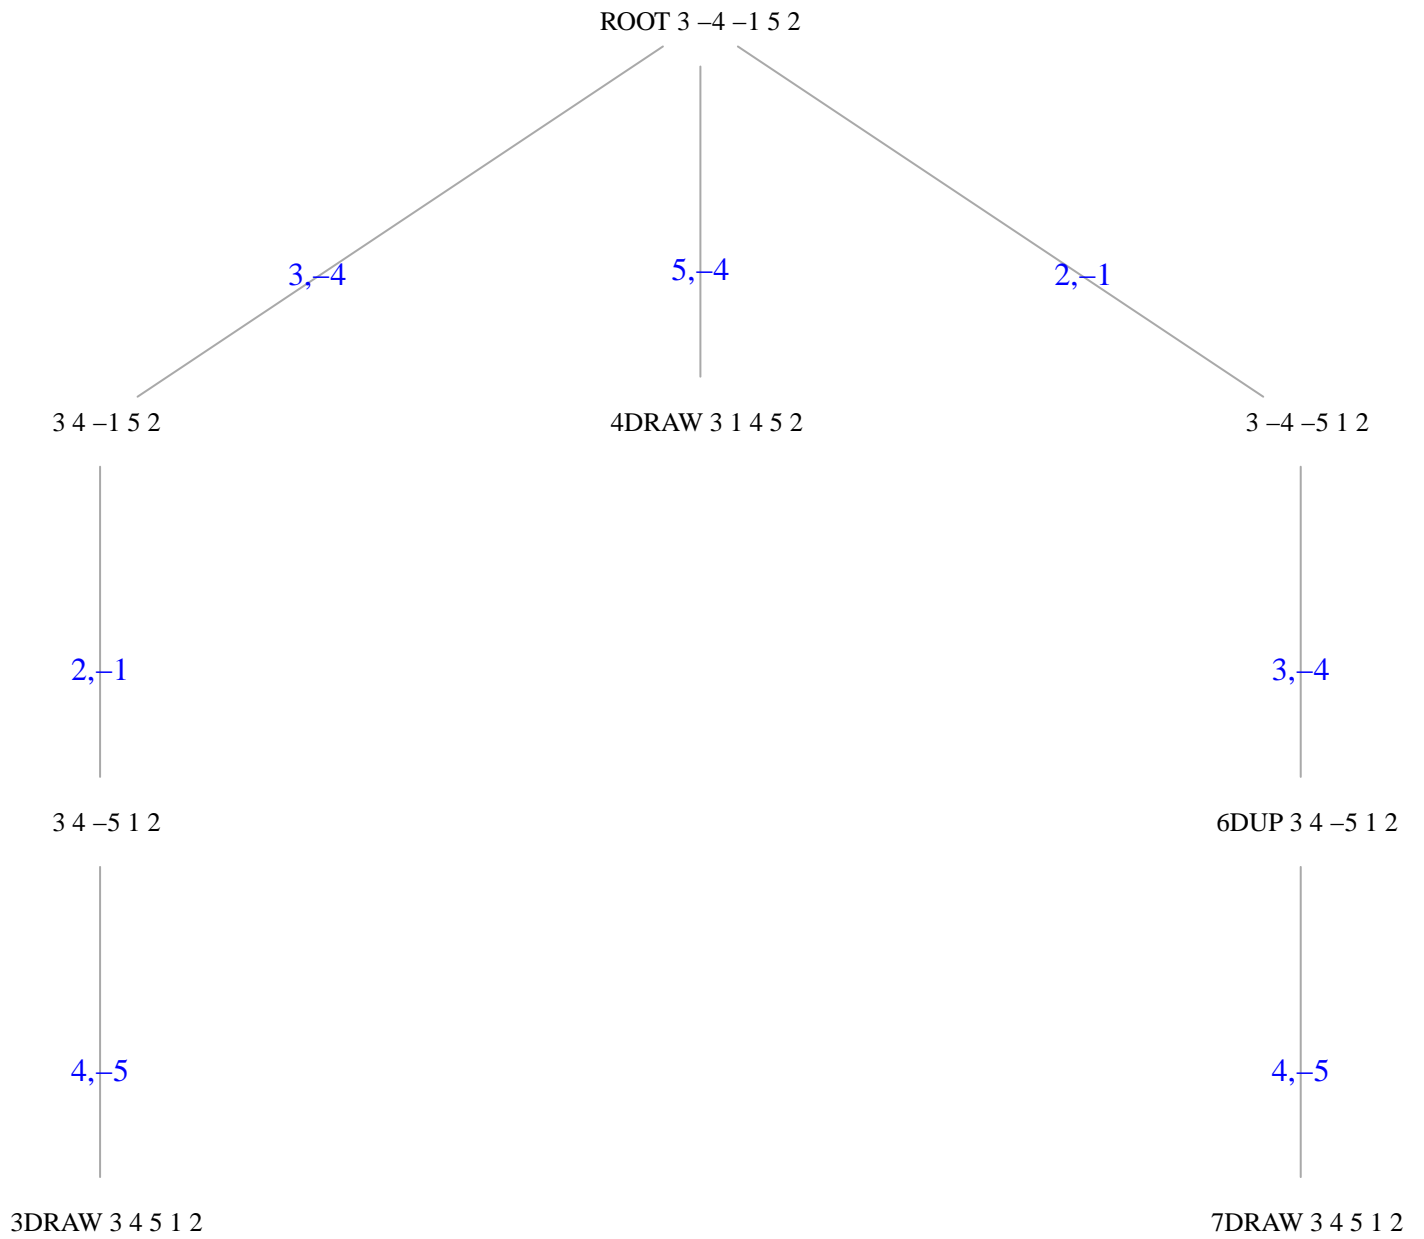 ROOT 3 –4 –1 5 2
3,–4
5,–4
2,–1
3 4 –1 5 2
4DRAW 3 1 4 5 2
3 –4 –5 1 2
2,–1
3,–4
3 4 –5 1 2
6DUP 3 4 –5 1 2
4,–5
4,–5
3DRAW 3 4 5 1 2
7DRAW 3 4 5 1 2